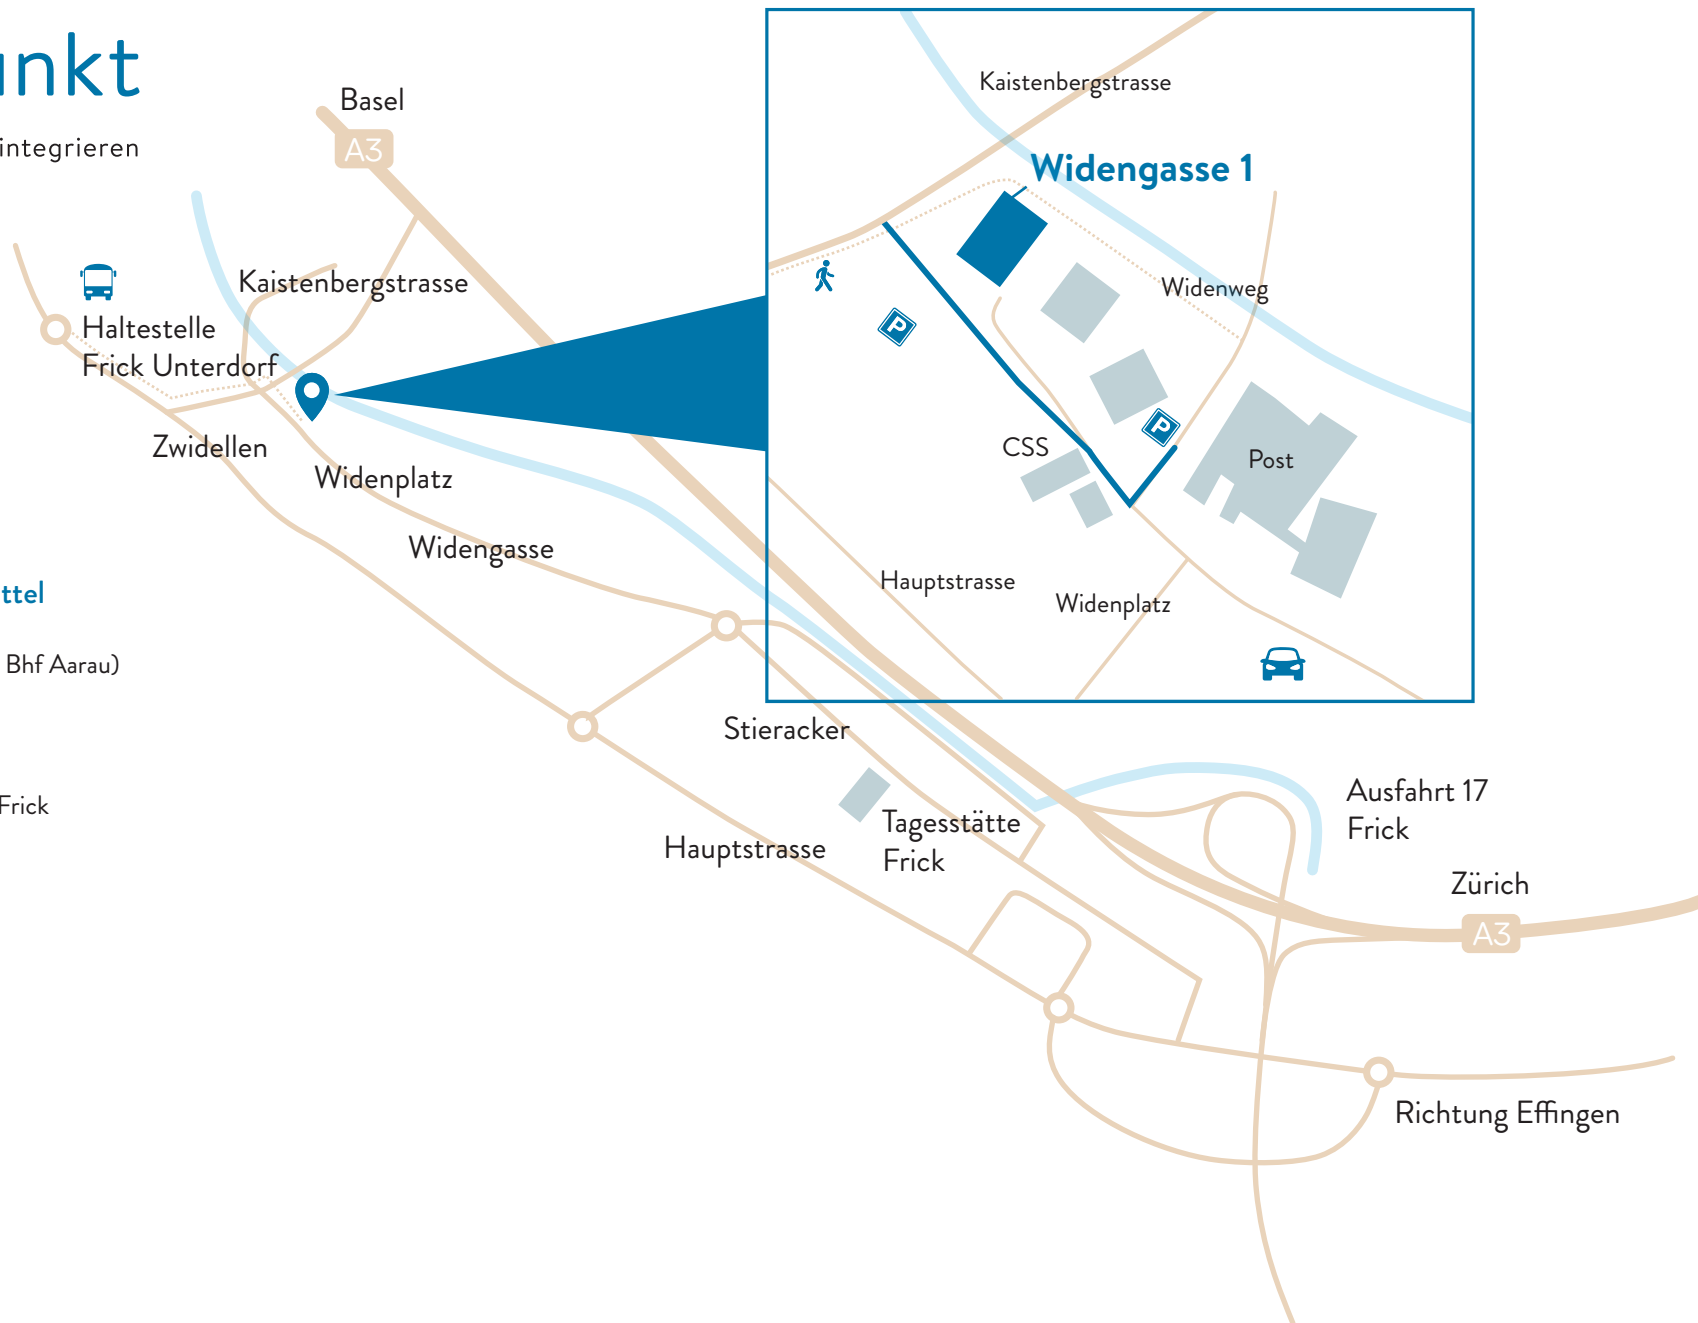 unkt
integrieren
Basel
A3
Kaistenbergstrasse
Haltestelle
Frick Unterdorf
Zwidellen
Widenplatz
Widengasse
ttel
Bhf Aarau)
Frick
Stieracker
Hauptstrasse
Tagesstätte
Frick
Ausfahrt 17
Frick
Zürich
A3
Richtung Effingen
Kaistenbergstrasse
Widengasse 1
Widenweg
P
P
CSS
Post
Hauptstrasse
Widenplatz